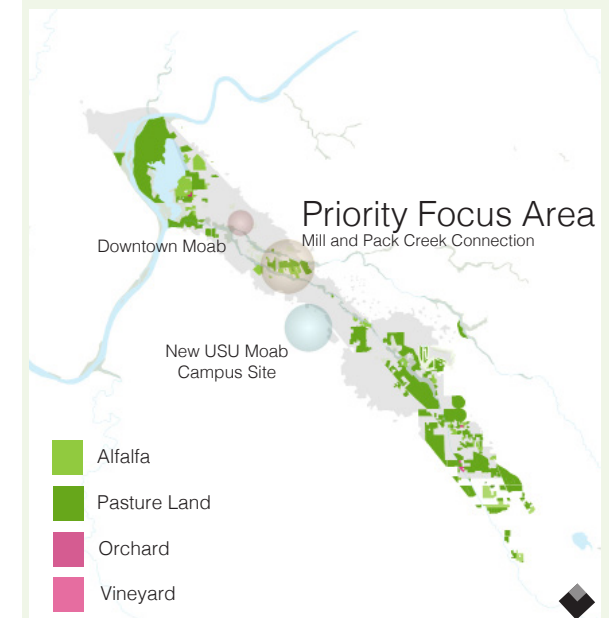 Priority Focus Area
Mill and Pack Creek Connection
Downtown Moab
New USU Moab
Campus Site
Alfalfa
Pasture Land
Orchard
Vineyard